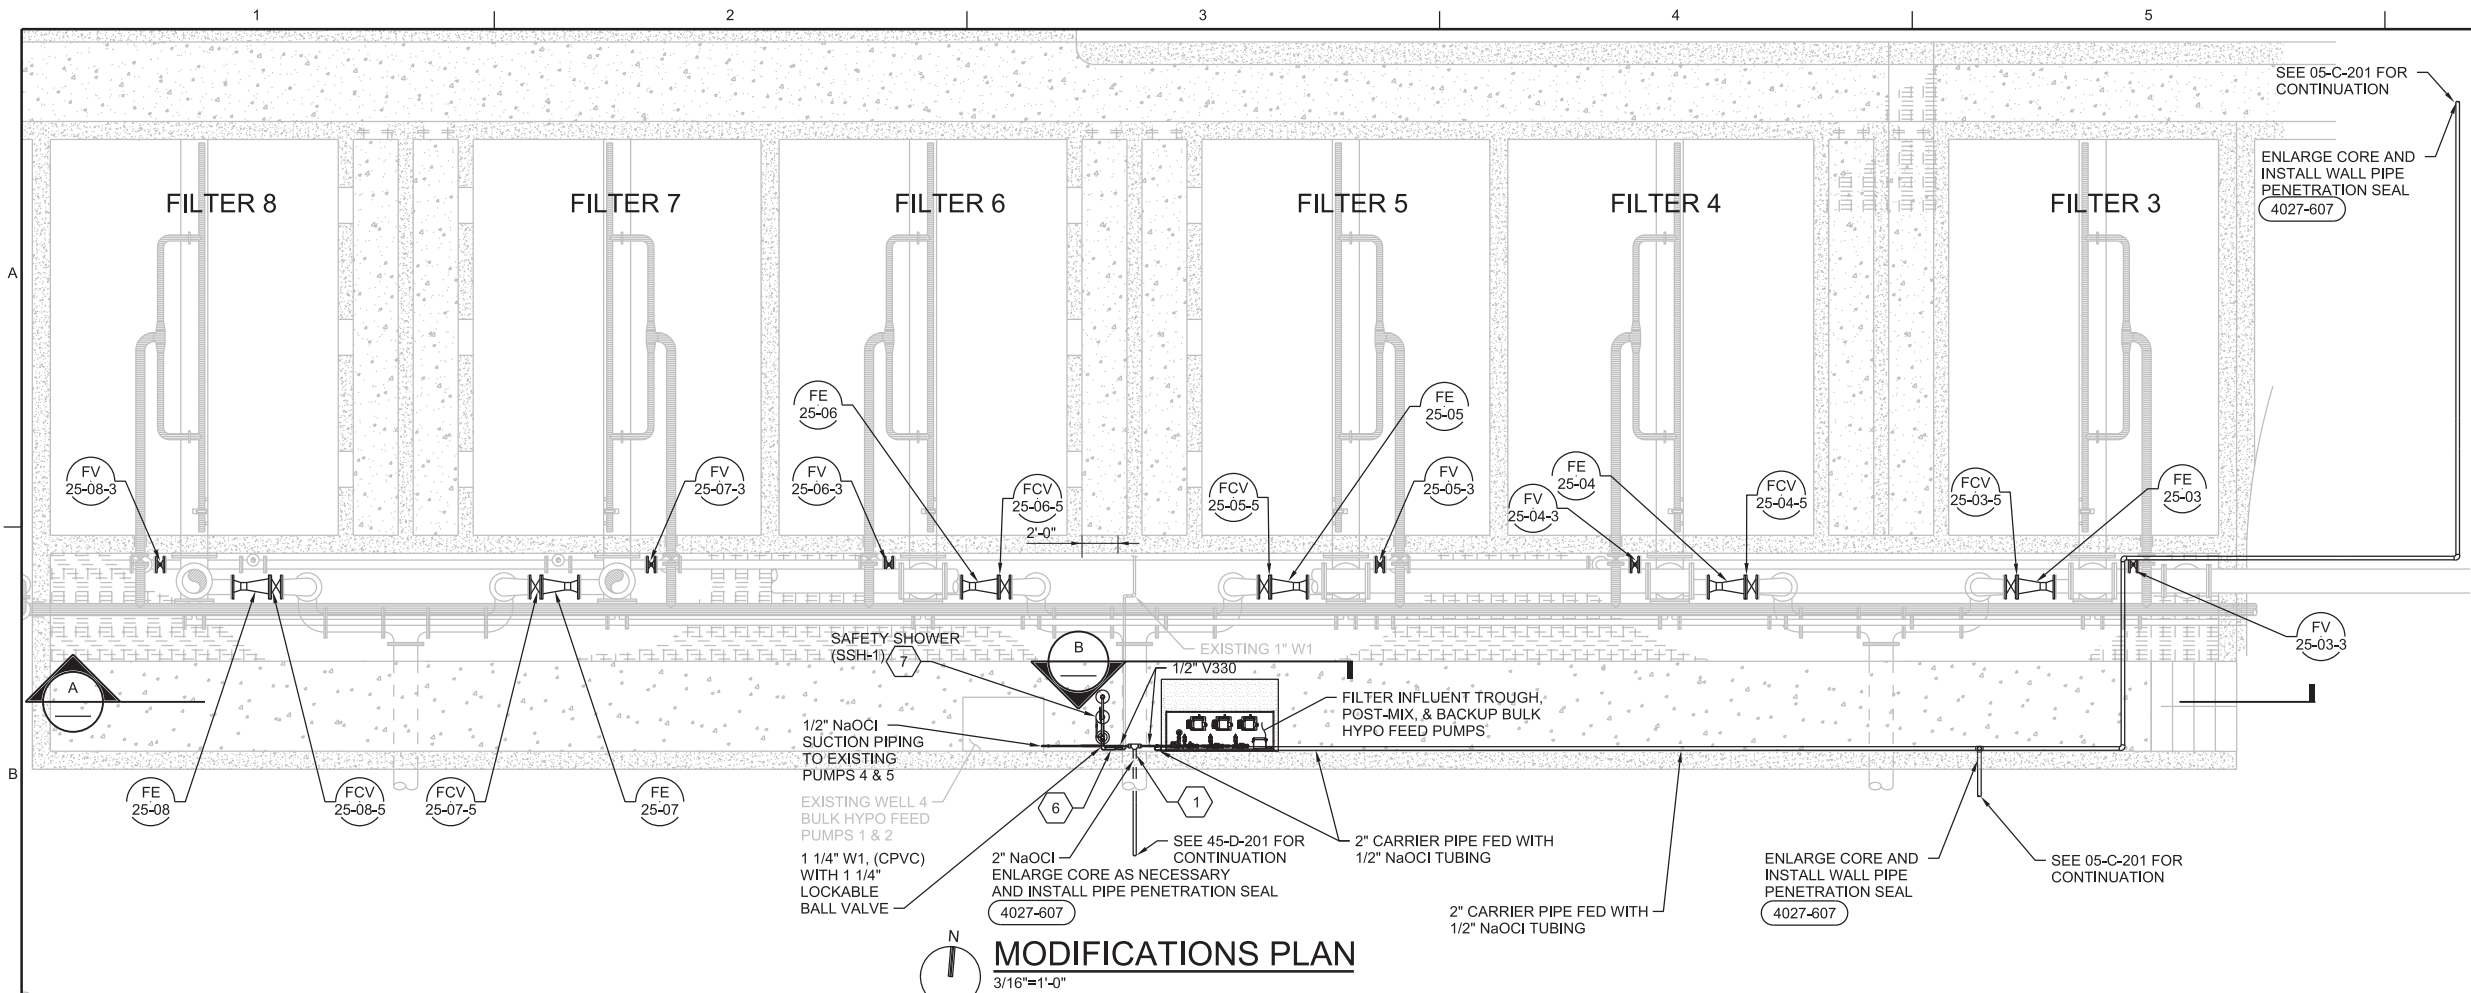 1
2
3
4
5
SEE 05-C-201 FOR
CONTINUATION
ENLARGE CORE AND
INSTALL WALL PIPE
PENETRATION SEAL
4027-607
FILTER 8
FILTER 7
FILTER 6
FILTER 5
FILTER 4
FILTER 3
A
FE
25-06
FE
25-05
FV
25-08-3
FV
25-07-3
FV
25-06-3
FCV
25-06-5
2'-0"
FCV
25-05-5
FV
25-05-3
FV
25-04-3
FE
25-04
FCV
25-04-5
FCV
25-03-5
FE
25-03
FV
25-03-3
SAFETY SHOWER
(SSH-1)
7
B
EXISTING 1" W1
1/2" V330
A
FILTER INFLUENT TROUGH,
POST-MIX, & BACKUP BULK
HYPO FEED PUMPS
1/2" NaOCl
SUCTION PIPING
TO EXISTING
PUMPS 4 & 5
B
FE
25-08
FCV
25-08-5
FCV
25-07-5
FE
25-07
EXISTING WELL 4
BULK HYPO FEED
PUMPS 1 & 2
6
1
1 1/4" W1, (CPVC)
WITH 1 1/4"
LOCKABLE
BALL VALVE
SEE 45-D-201 FOR
CONTINUATION
2" NaOCl
ENLARGE CORE AS NECESSARY
AND INSTALL PIPE PENETRATION SEAL
4027-607
2" CARRIER PIPE FED WITH
1/2" NaOCl TUBING
2" CARRIER PIPE FED WITH
1/2" NaOCl TUBING
ENLARGE CORE AND
INSTALL WALL PIPE
PENETRATION SEAL
4027-607
SEE 05-C-201 FOR
CONTINUATION
N
MODIFICATIONS PLAN
3/16"=1'-0"